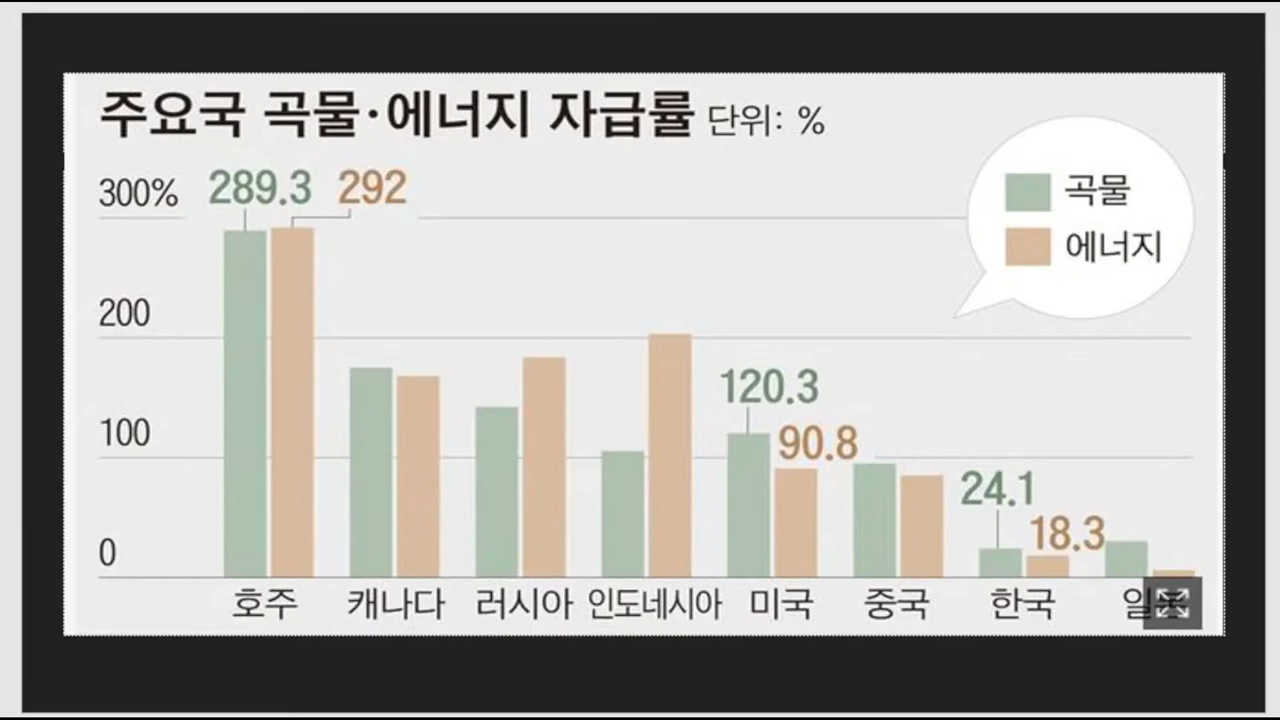 주요국 곡물·에너지 자급률 단위: %
곡물
에너지
300%
289.3
292
200
120.3
100
90.8
24.1
18.3
0
호주 캐나다 러시아 인도네시아 미국 중국 한국